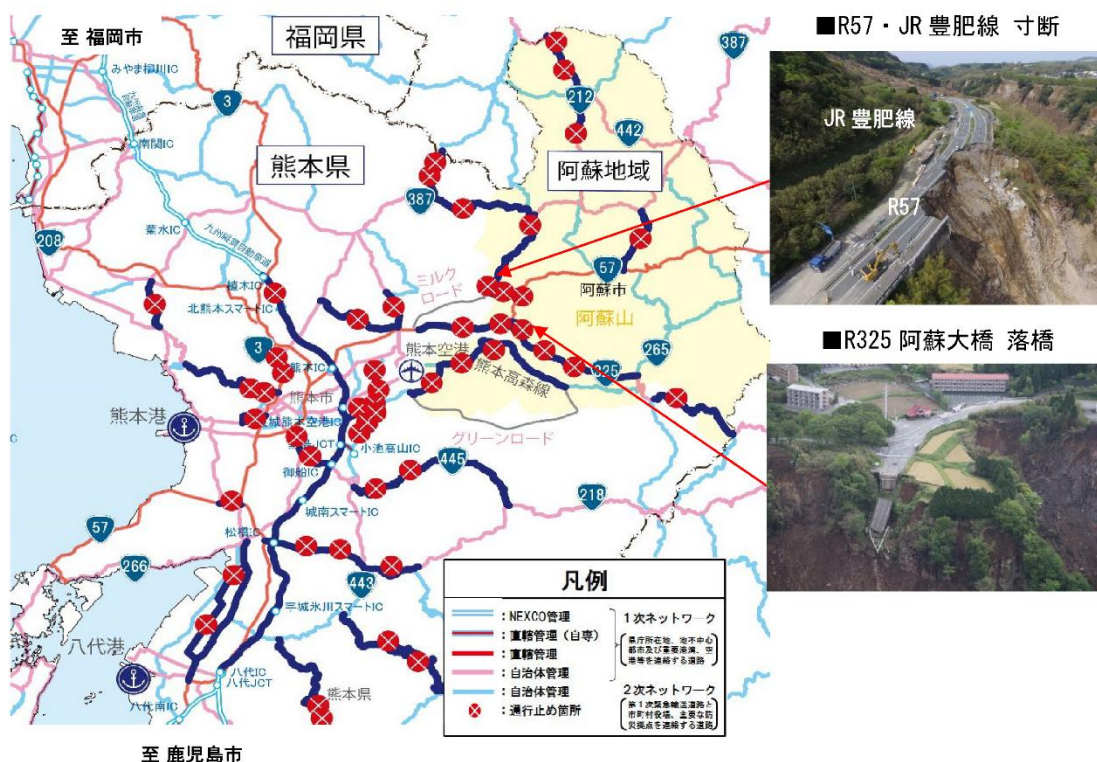 至 福岡市
福岡県
■R57・JR 豊肥線 寸断
みやま柳川IC
3
387
212
442
JR 豊肥線
R57
南関IC
熊本県
阿蘇地域
387
208
菊水IC
九州縦貫自動車道
ミルク
ロード
57
阿蘇市
植木IC
北熊本スマートIC
阿蘇山
3
熊本空港
265
■R325 阿蘇大橋 落橋
熊本IC
熊本高森線
325
熊本市
熊本港
益城熊本空港IC
グリーンロード
JCT
小池高山IC
御船IC
445
218
城南スマートIC
57
松橋IC
266
443
宇城氷川スマートIC
八代港
八代IC
八代JCT
熊本県
八代南IC
至 鹿児島市
凡例
:NEXCO管理
:直轄管理(自専)
:直轄管理
:自治体管理
:自治体管理
:通行止め箇所
1次ネットワーク
県庁所在地、地方中心
都市及び重要港湾、空
港等を連絡する道路
2次ネットワーク
第1次緊急輸送道路と
市町村役場、主要な防
災拠点を連絡する道路